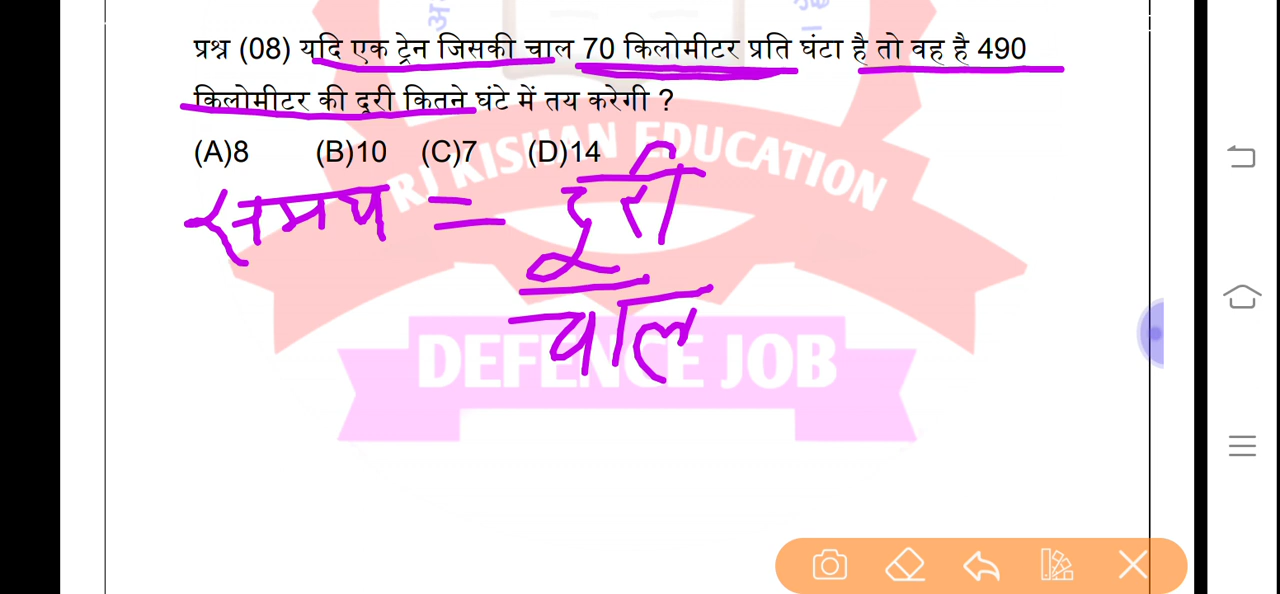 प्रश्न (08) यदि एक ट्रेन जिसकी चाल 70 किलोमीटर प्रति घंटा है तो वह है 490
किलोमीटर की दूरी कितने घंटे में तय करेगी ?
(A)8 (B)10 (C)7 (D)14
RJ KISHAN EDUCATION
समय = दूरी
चाल
DEFENCE JOB